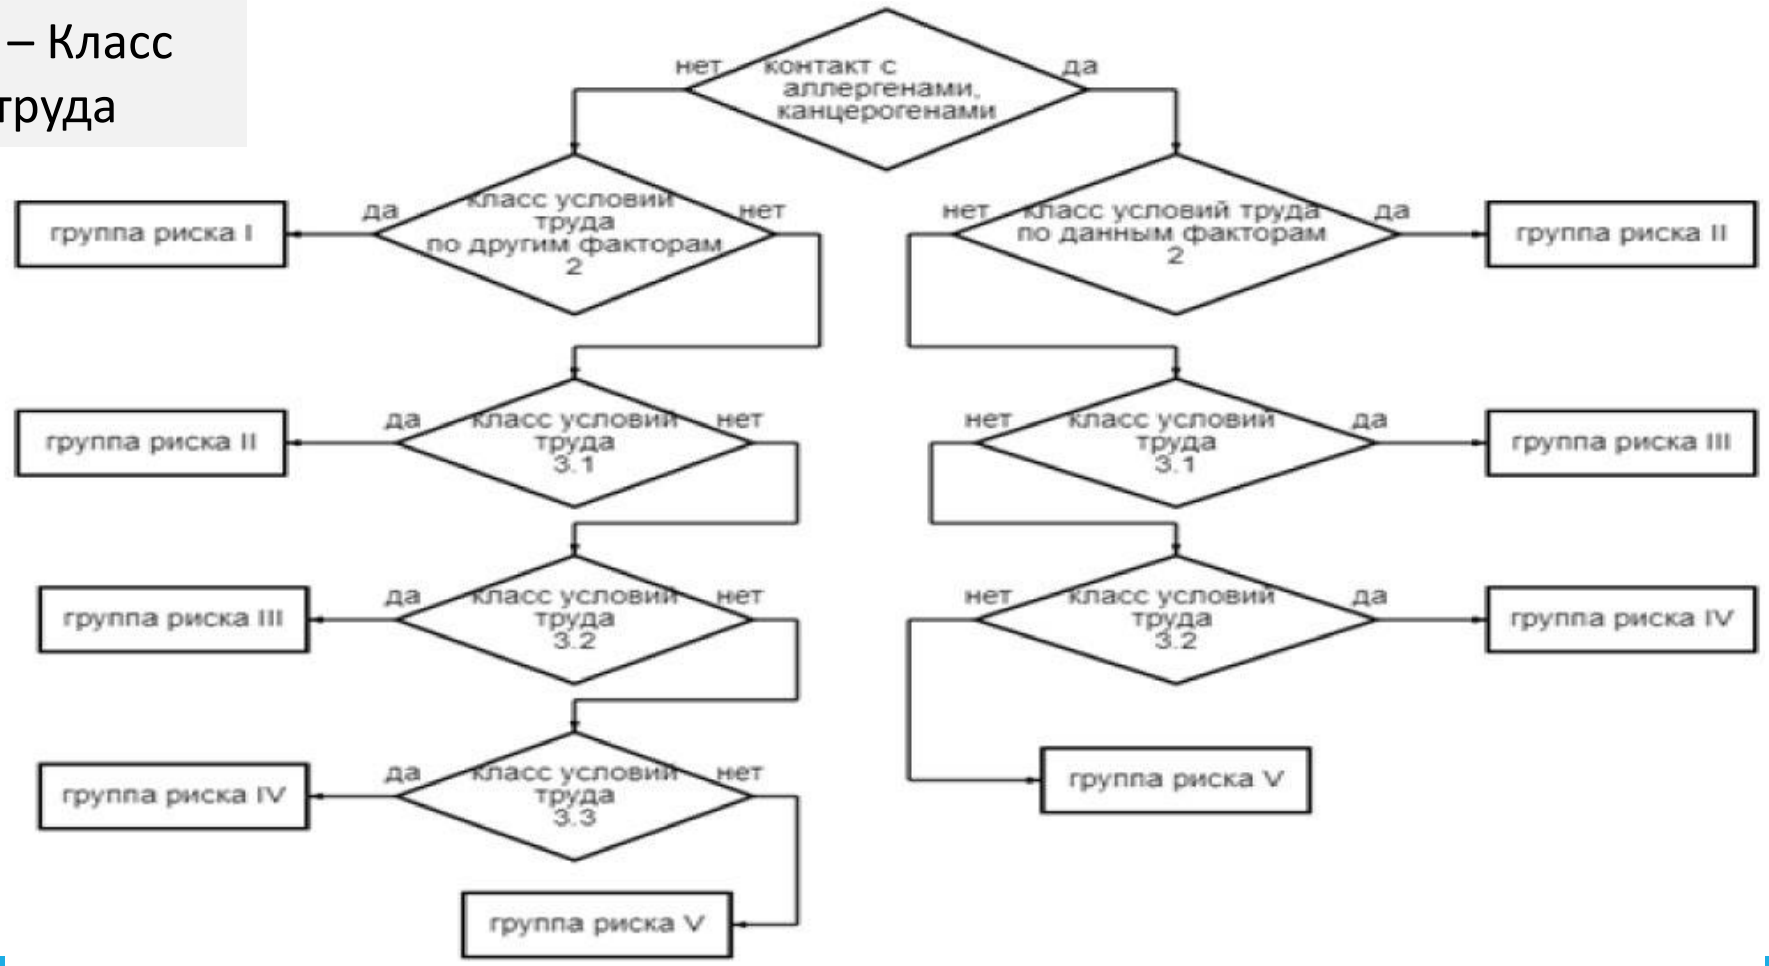 – Класс
труда
нет
контакт с
аллергенами,
канцерогенами
да
группа риска I
да
класс условий
труда
по другим факторам
2
нет
нет
класс условий труда
по данным факторам
2
да
группа риска II
группа риска II
да
класс условий
труда
3.1
нет
нет
класс условий
труда
3.1
да
группа риска III
группа риска III
да
класс условий
труда
3.2
нет
нет
класс условий
труда
3.2
да
группа риска IV
группа риска IV
да
класс условий
труда
3.3
нет
группа риска V
группа риска V